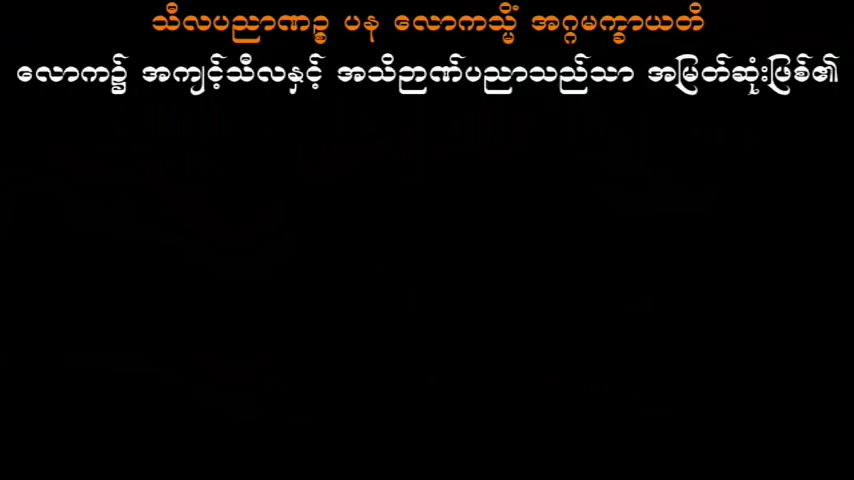 သီလပညာဏဉ္စ ပန လောကသ္မိံ အဂ္ဂမက္ခာယတိ
လောက၌ အကျင့်သီလနှင့် အသိဉာဏ်ပညာသည်သာ အမြတ်ဆုံးဖြစ်၏